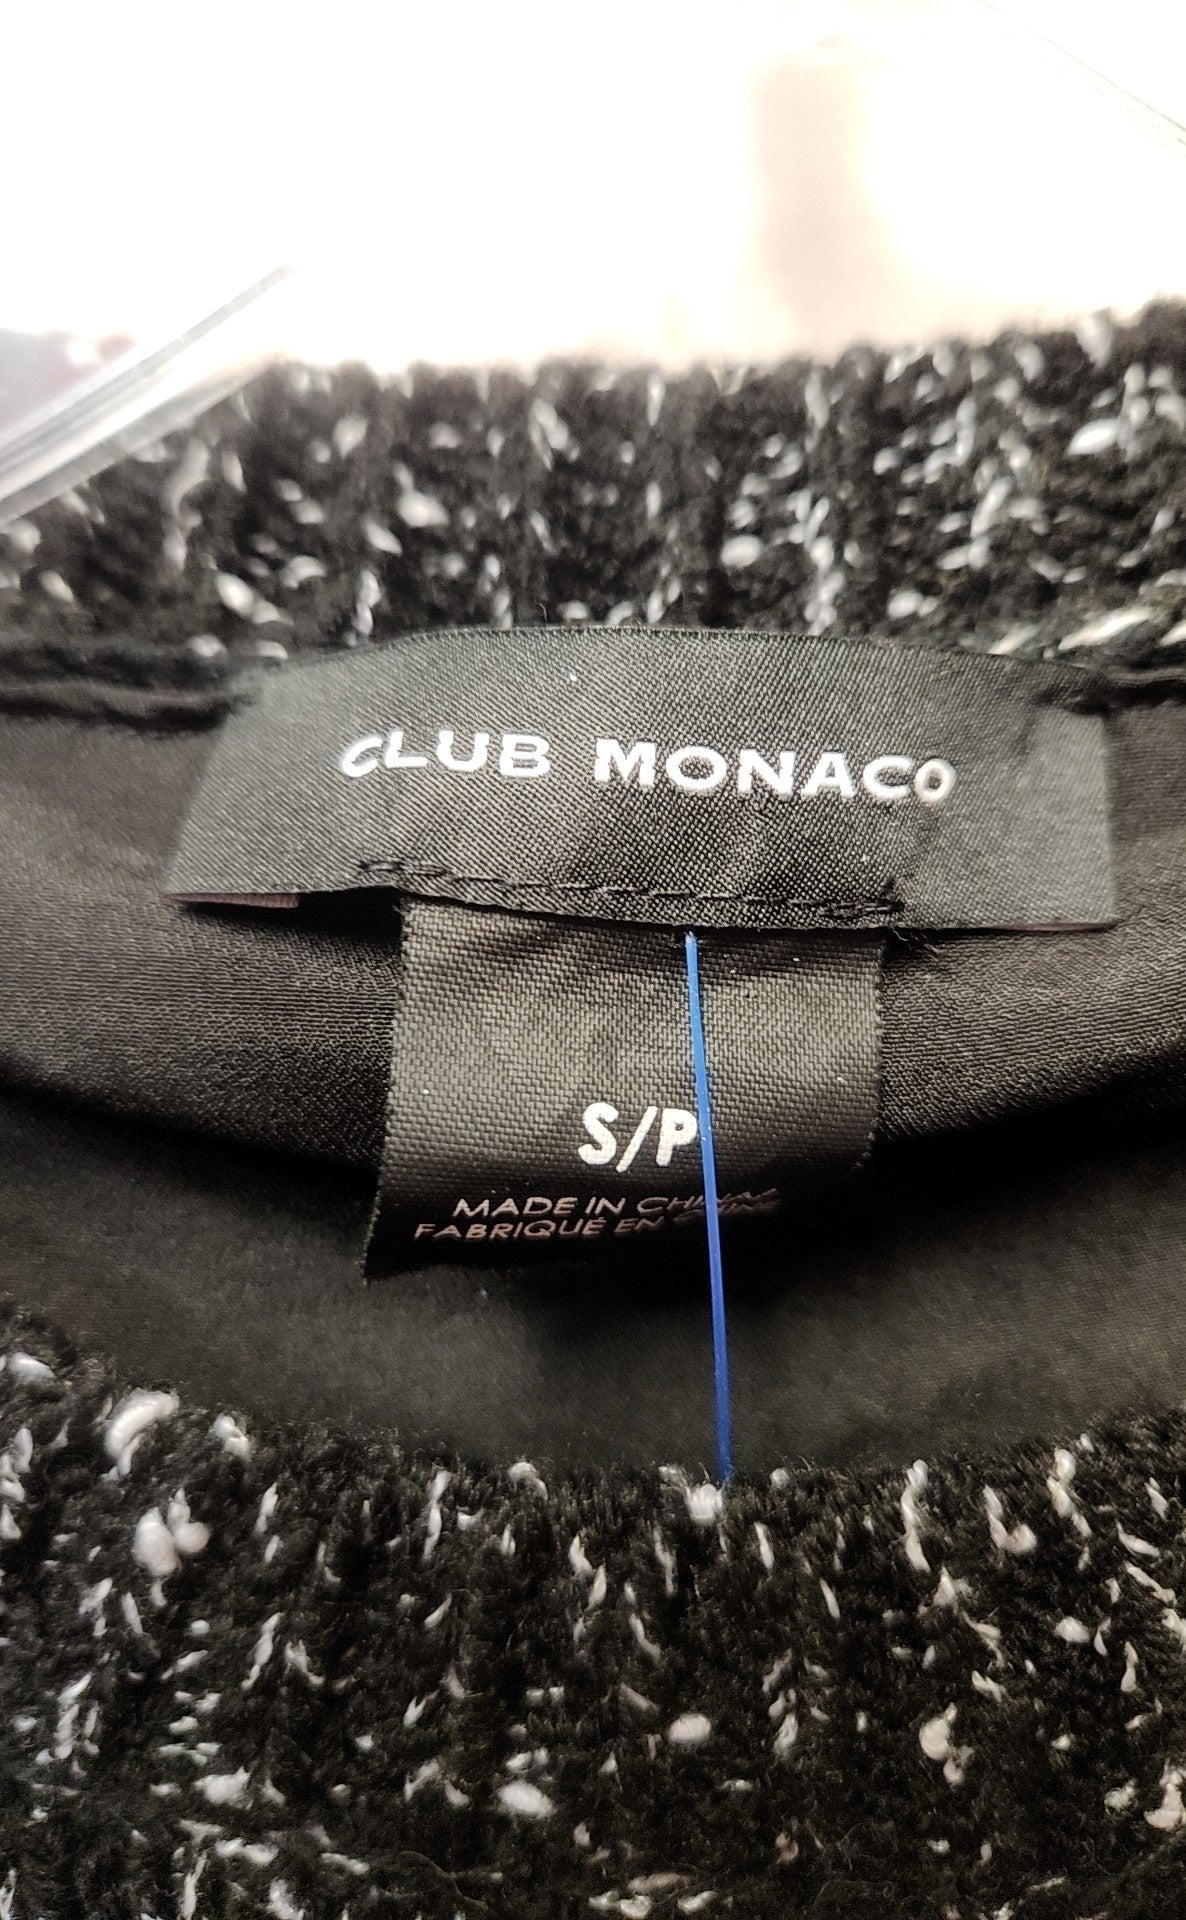 CLUB MONACO
S/P
MADE IN CHINA
FABRIQUÉ EN CHINE